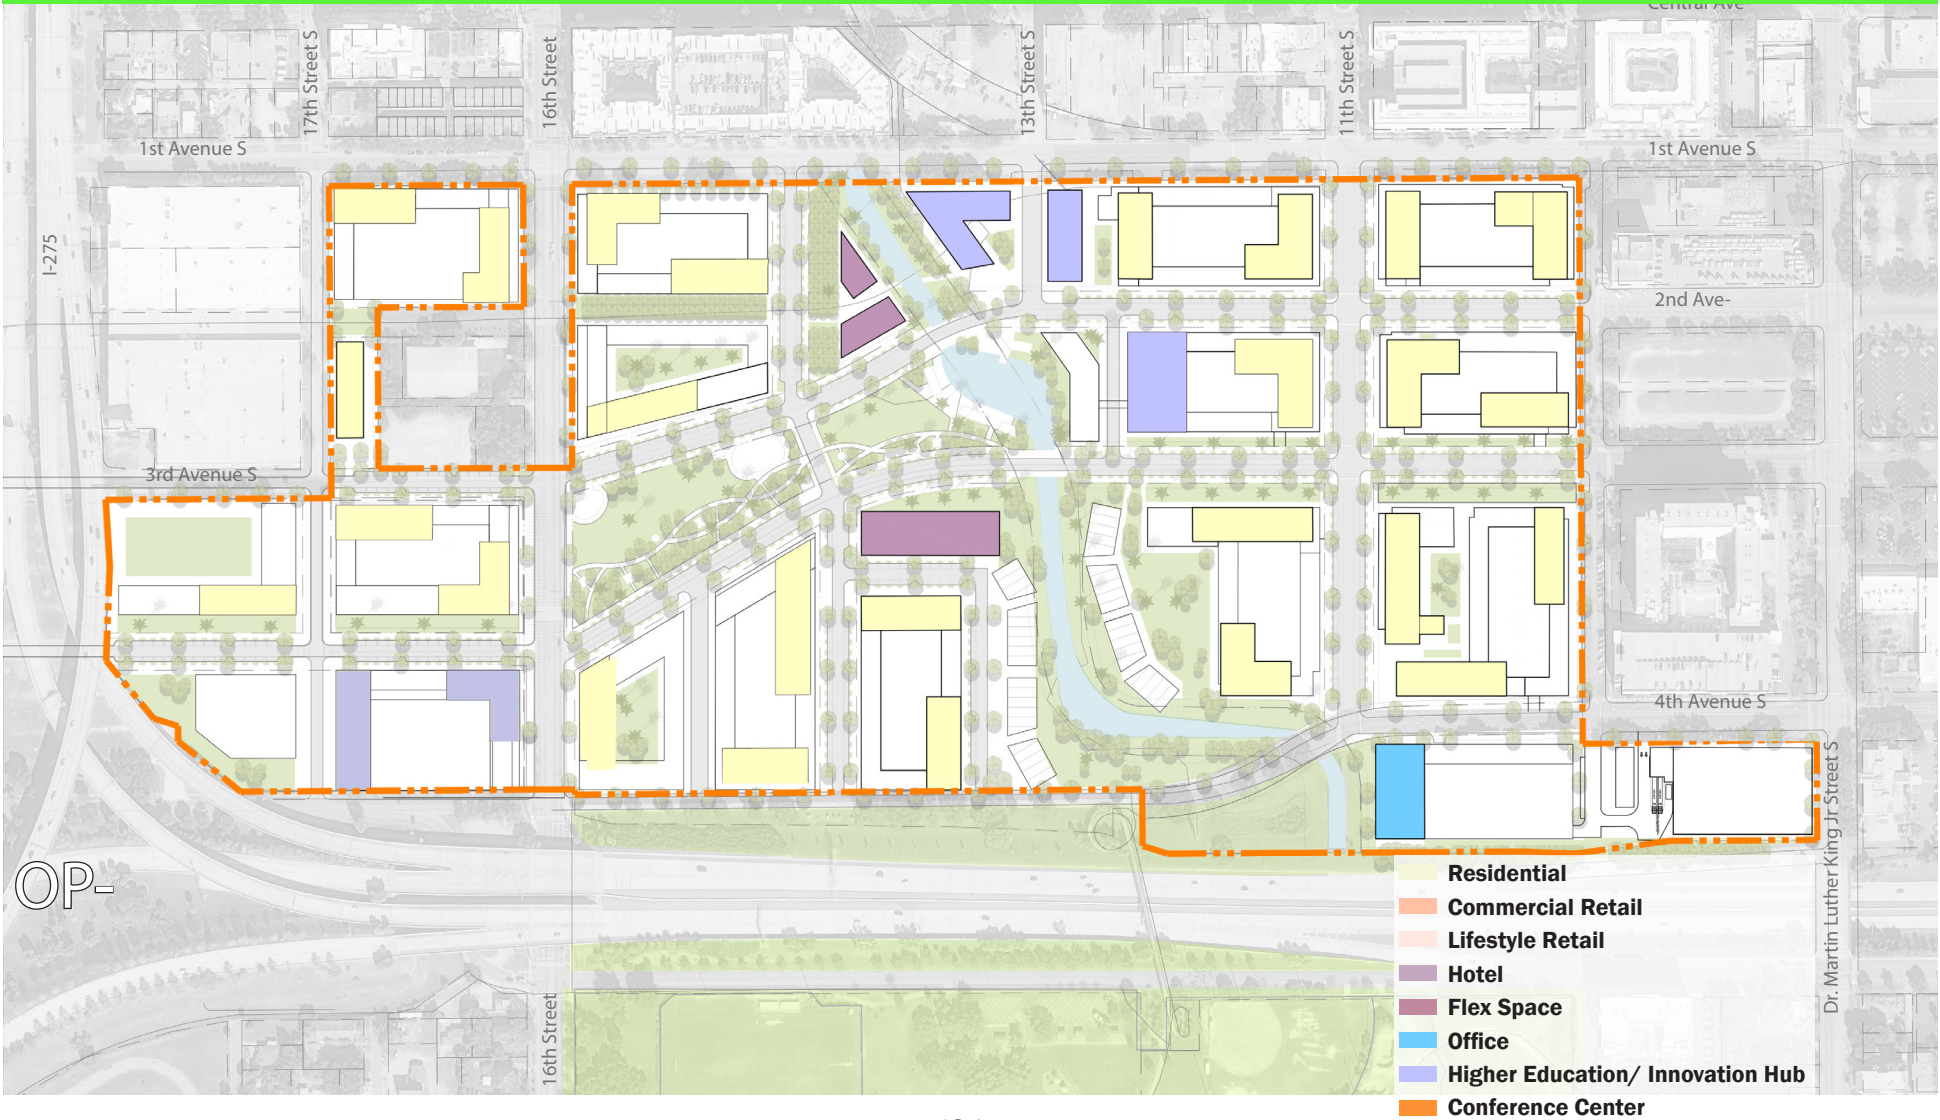 Central Ave
17th Street S
16th Street
13th Street S
11th Street S
1st Avenue S
1st Avenue S
I-275
2nd Ave-
3rd Avenue S
4th Avenue S
OP-
Dr. Martin Luther King Jr Street S
16th Street
Residential
Commercial Retail
Lifestyle Retail
Hotel
Flex Space
Office
Higher Education/ Innovation Hub
Conference Center